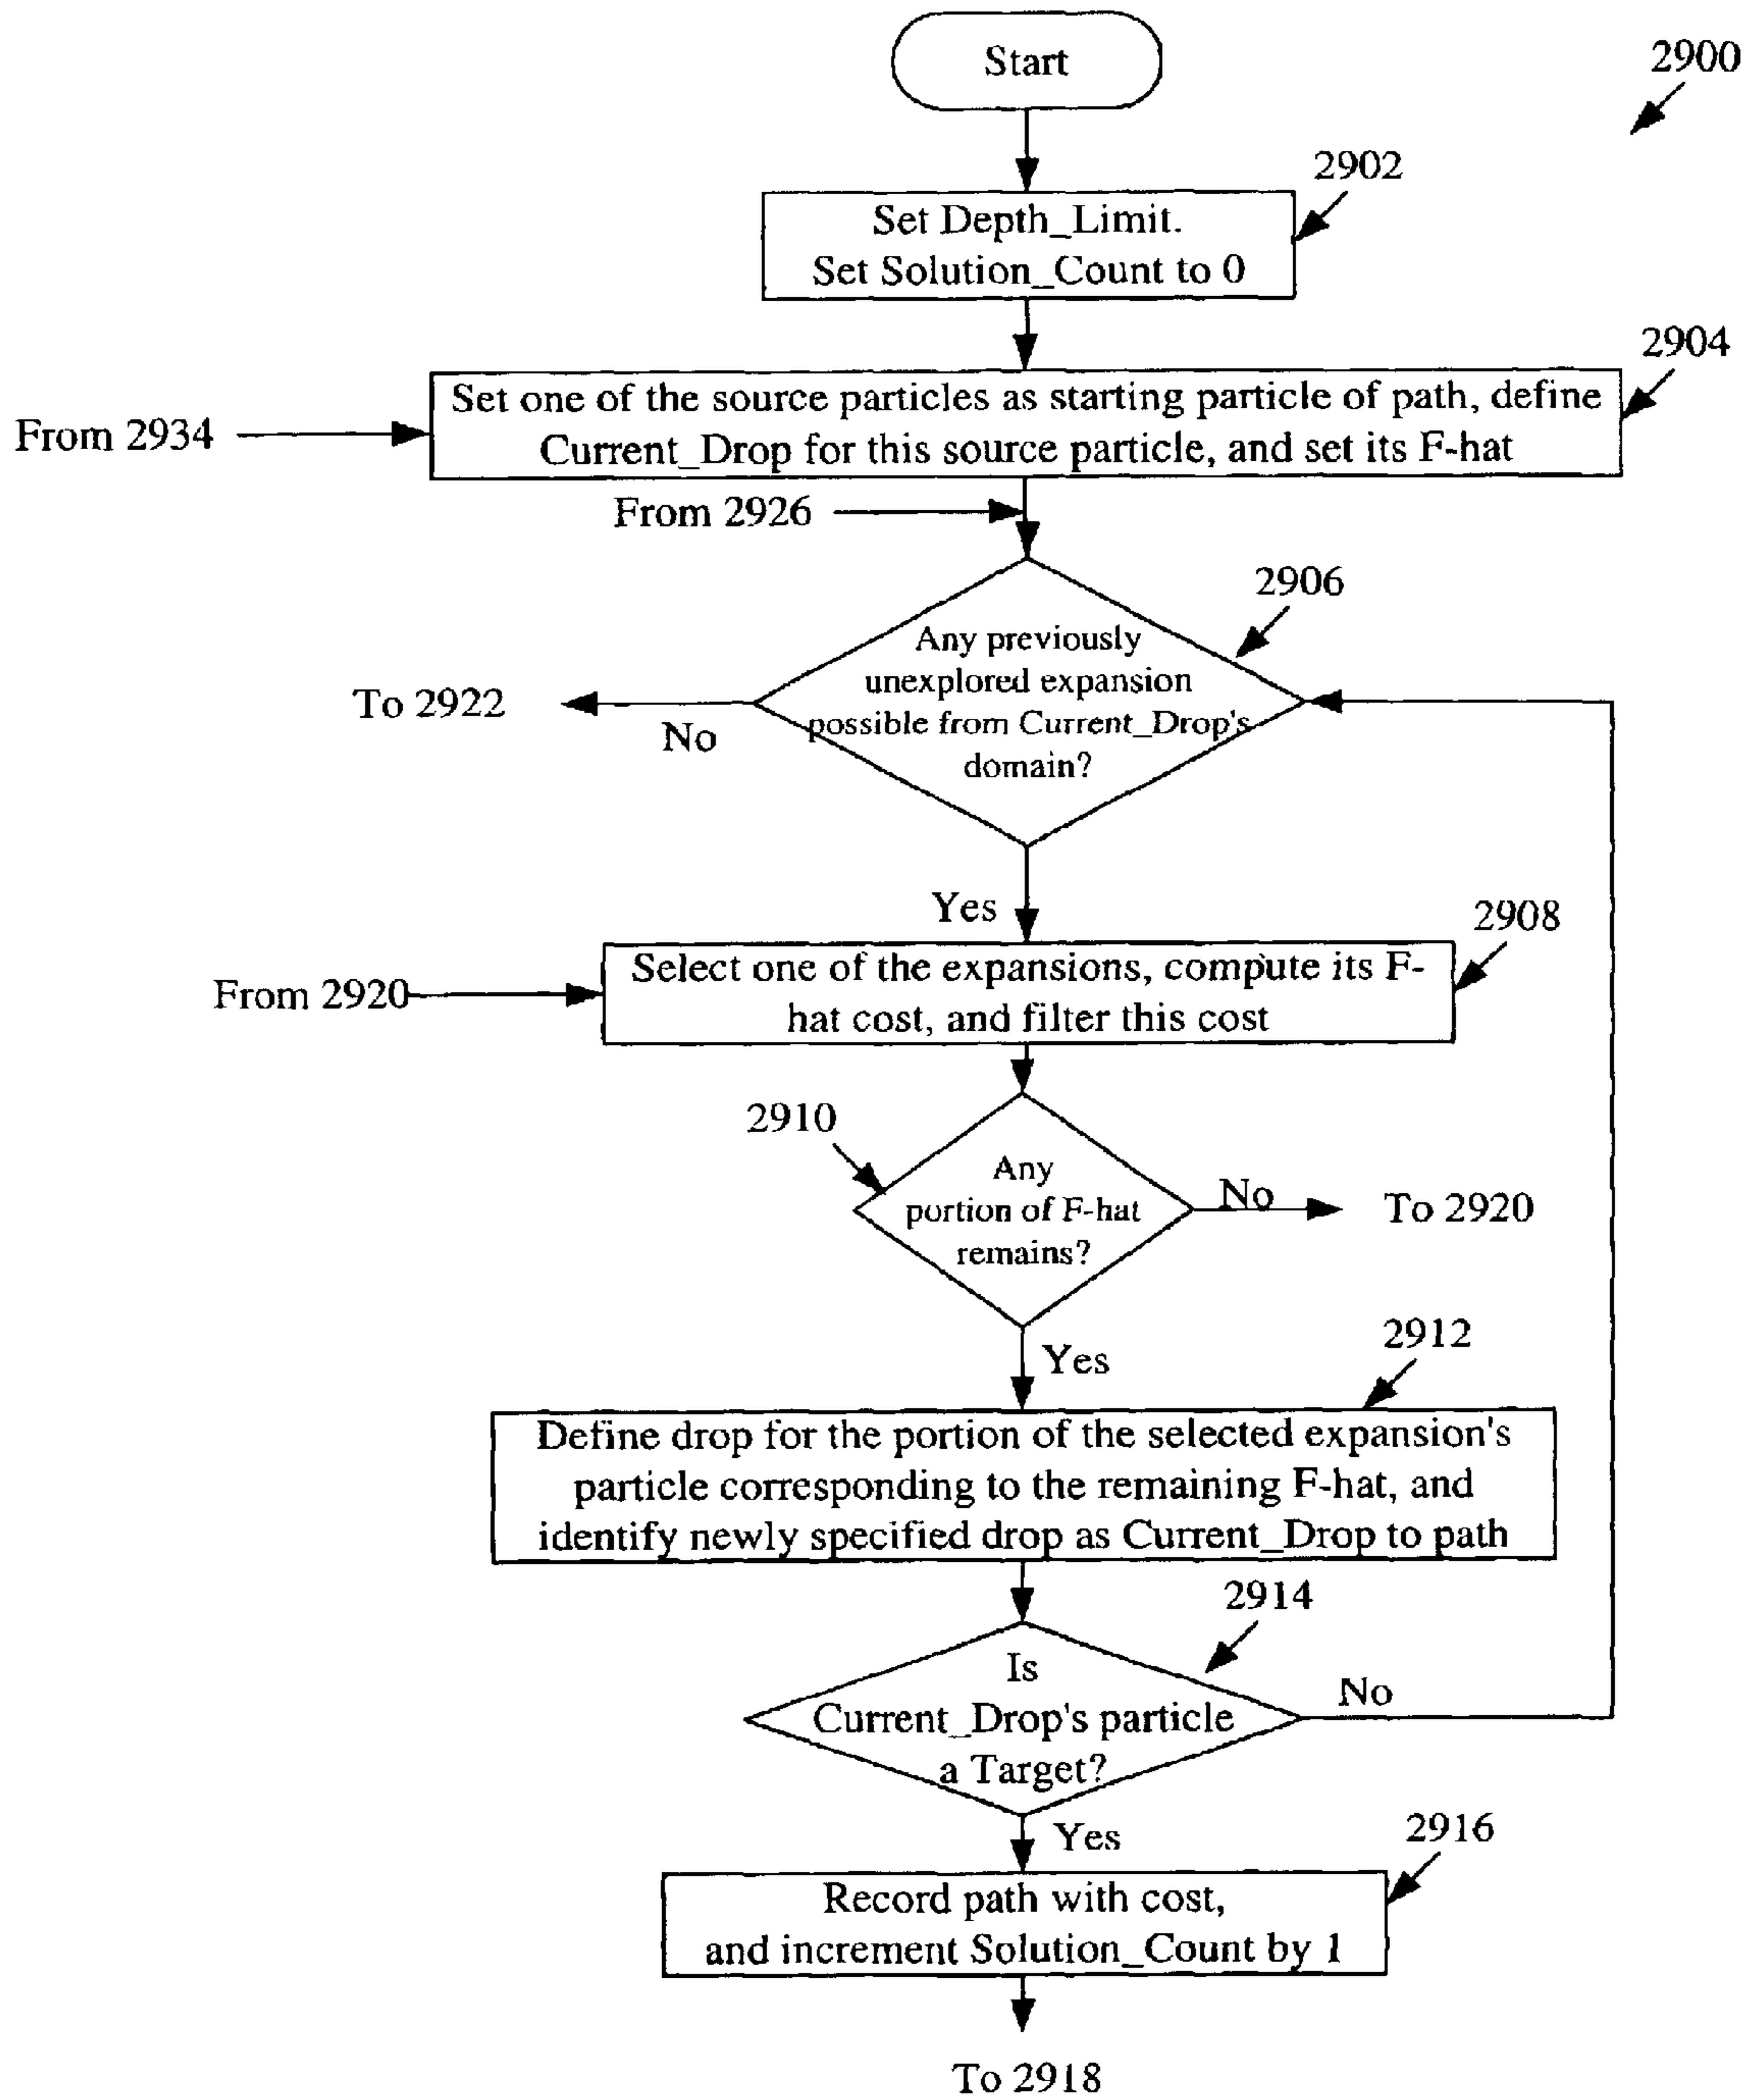 Start
2900
2902
Set Depth_Limit.
Set Solution_Count to 0
2904
Set one of the source particles as starting particle of path, define
Current_Drop for this source particle, and set its F-hat
From 2934
From 2926
2906
Any previously
unexplored expansion
possible from Current_Drop's
domain?
To 2922
No
Yes
2908
Select one of the expansions, compute its F-
hat cost, and filter this cost
From 2920
2910
Any
portion of F-hat
remains?
No
To 2920
Yes
2912
Define drop for the portion of the selected expansion's
particle corresponding to the remaining F-hat, and
identify newly specified drop as Current_Drop to path
2914
Is
Current_Drop's particle
a Target?
No
Yes
2916
Record path with cost,
and increment Solution_Count by 1
To 2918